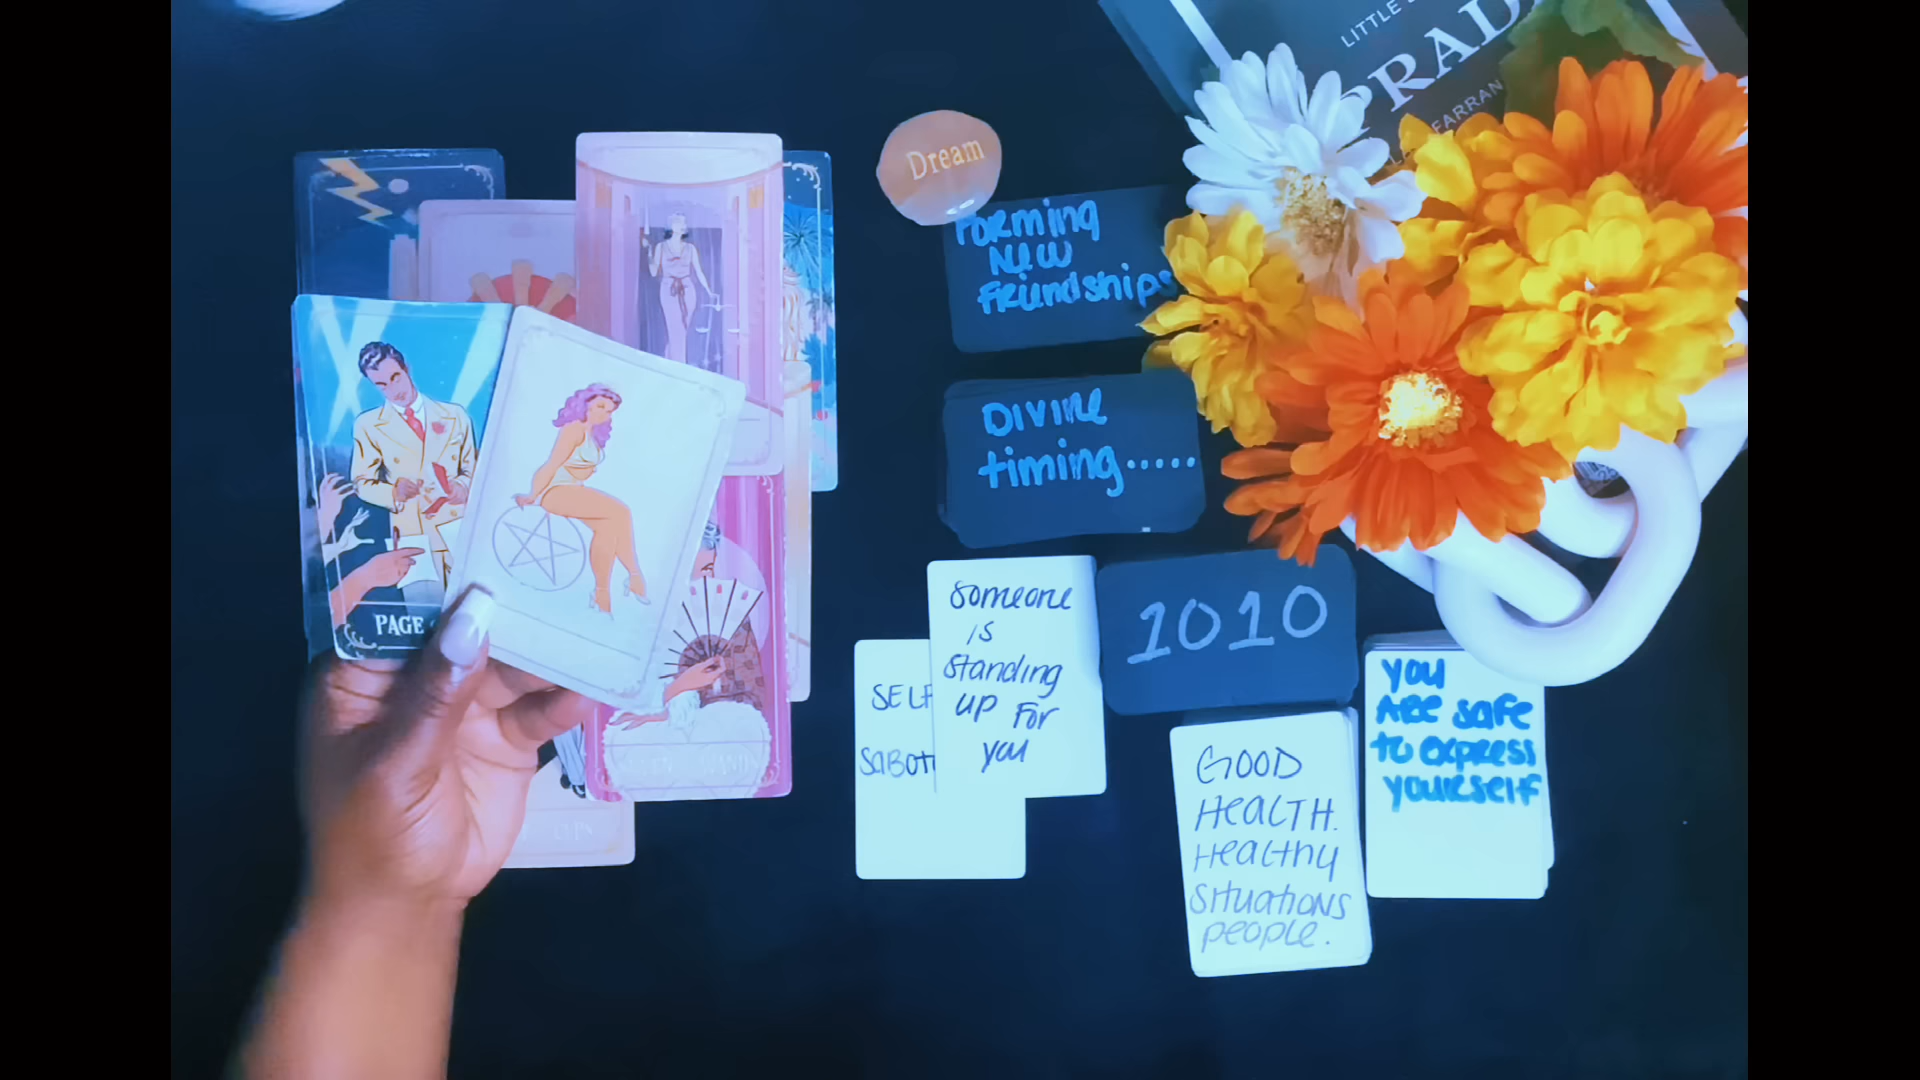 LITTLE
PRADA
FARRAN
Dream
Forming
New
Friendships
Divine
timing.....
PAGE
Someone
is
Standing
up For
you
1010
SELF
SABOT
You
Are safe
to express
yourself
GOOD
HEALTH.
Healthy
Situations
people.